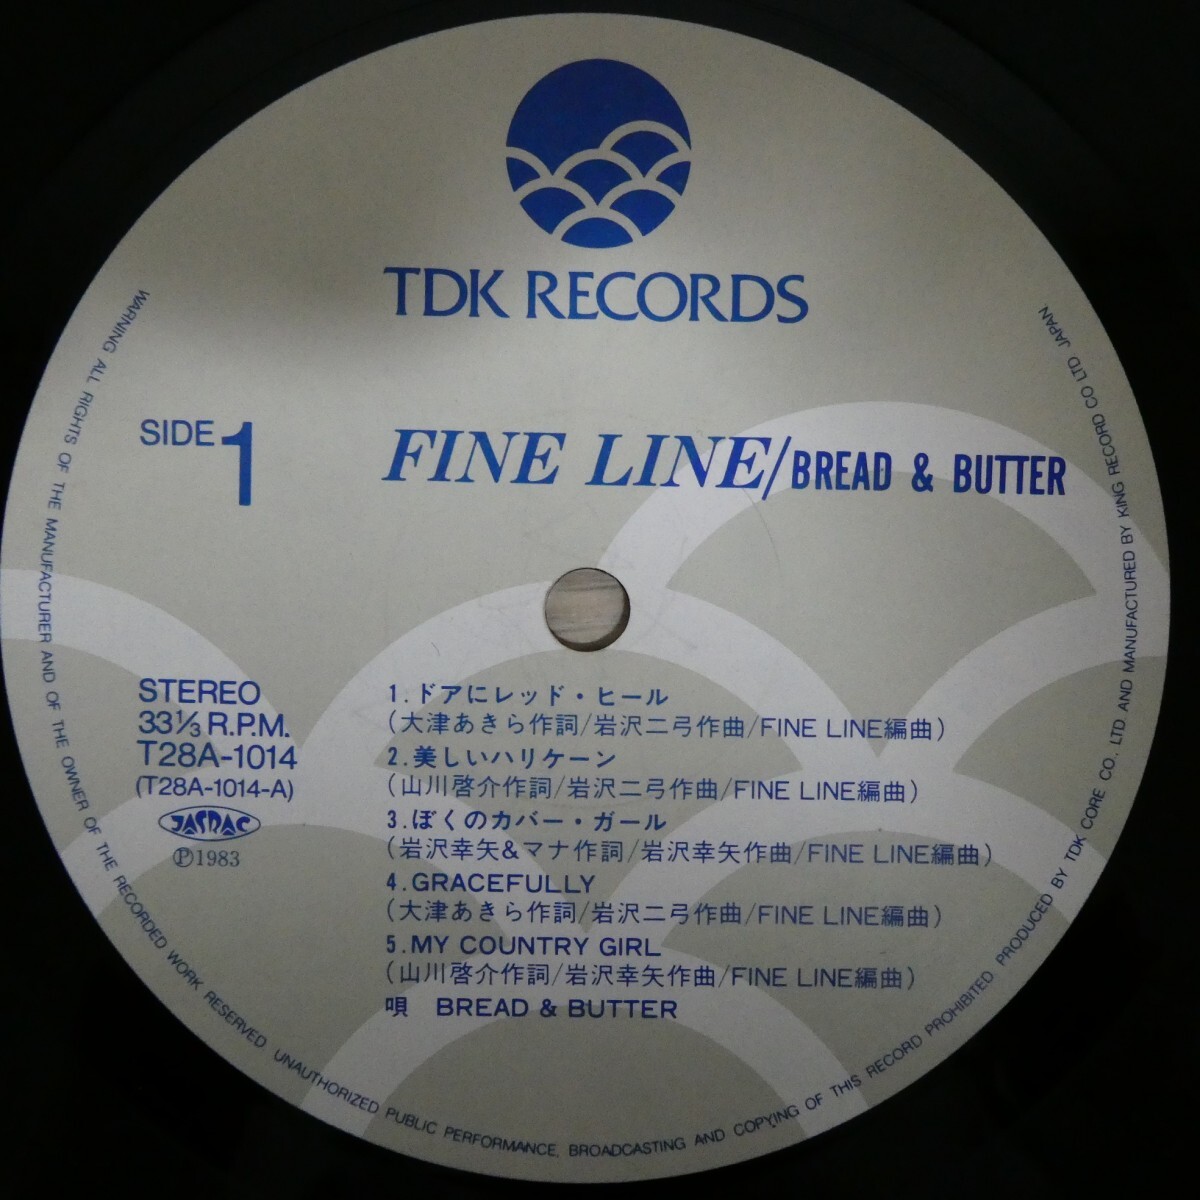 TDK RECORDS
SIDE 1
FINE LINE/BREAD & BUTTER
STEREO
33⅓ R.P.M.
T28A-1014
(T28A-1014-A)
JASRAC
Ⓟ1983
1.ドアにレッド・ヒール
(大津あきら作詞/岩沢二弓作曲/FINE LINE編曲)
2.美しいハリケーン
(山川啓介作詞/岩沢二弓作曲/FINE LINE編曲)
3.ぼくのカバー・ガール
(岩沢幸矢&マナ作詞/岩沢幸矢作曲/FINE LINE編曲)
4.GRACEFULLY
(大津あきら作詞/岩沢二弓作曲/FINE LINE編曲)
5.MY COUNTRY GIRL
(山川啓介作詞/岩沢幸矢作曲/FINE LINE編曲)
唄 BREAD & BUTTER
WARNING ALL RIGHTS OF THE MANUFACTURER AND OF THE OWNER OF THE RECORDED WORK RESERVED UNAUTHORIZED PUBLIC PERFORMANCE, BROADCASTING AND COPYING OF THIS RECORD PROHIBITED PRODUCED BY TDK CORE CO., LTD AND MANUFACTURED BY KING RECORD CO LTD JAPAN